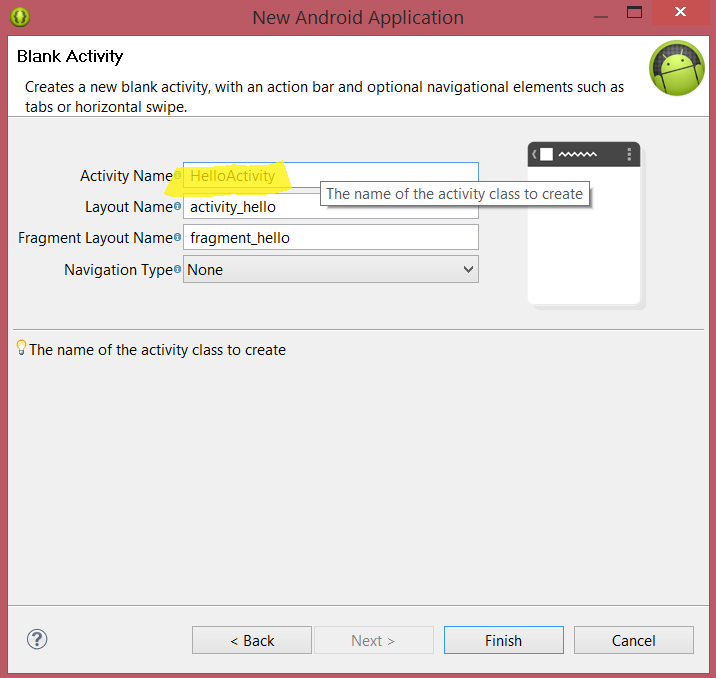 New Android Application
Blank Activity
Creates a new blank activity, with an action bar and optional navigational elements such as
tabs or horizontal swipe.
Activity Name HelloActivity
The name of the activity class to create
Layout Name activity_hello
Fragment Layout Name fragment_hello
Navigation Type None
The name of the activity class to create
? < Back Next > Finish Cancel